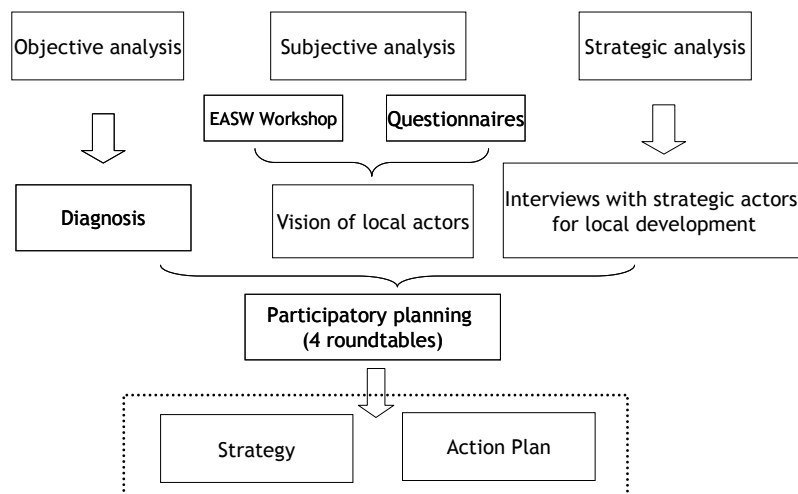 Objective analysis
Subjective analysis
Strategic analysis
EASW Workshop
Questionnaires
Diagnosis
Vision of local actors
Interviews with strategic actors
for local development
Participatory planning
(4 roundtables)
Strategy
Action Plan